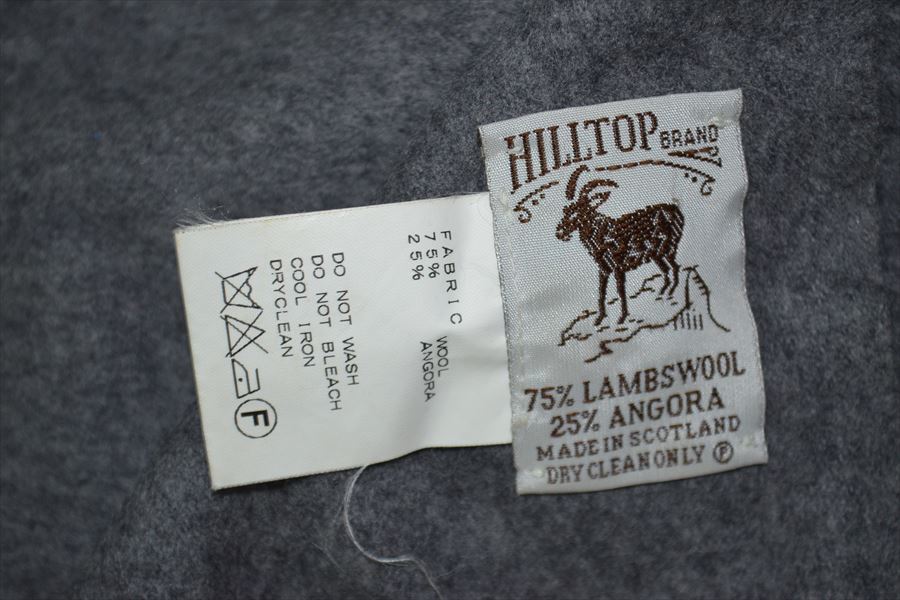 HILLTOP BRAND
75% LAMBSWOOL
25% ANGORA
MADE IN SCOTLAND
DRY CLEAN ONLY Ⓟ
FABRIC
75% WOOL
25% ANGORA
DO NOT WASH
DO NOT BLEACH
COOL IRON
DRYCLEAN
F